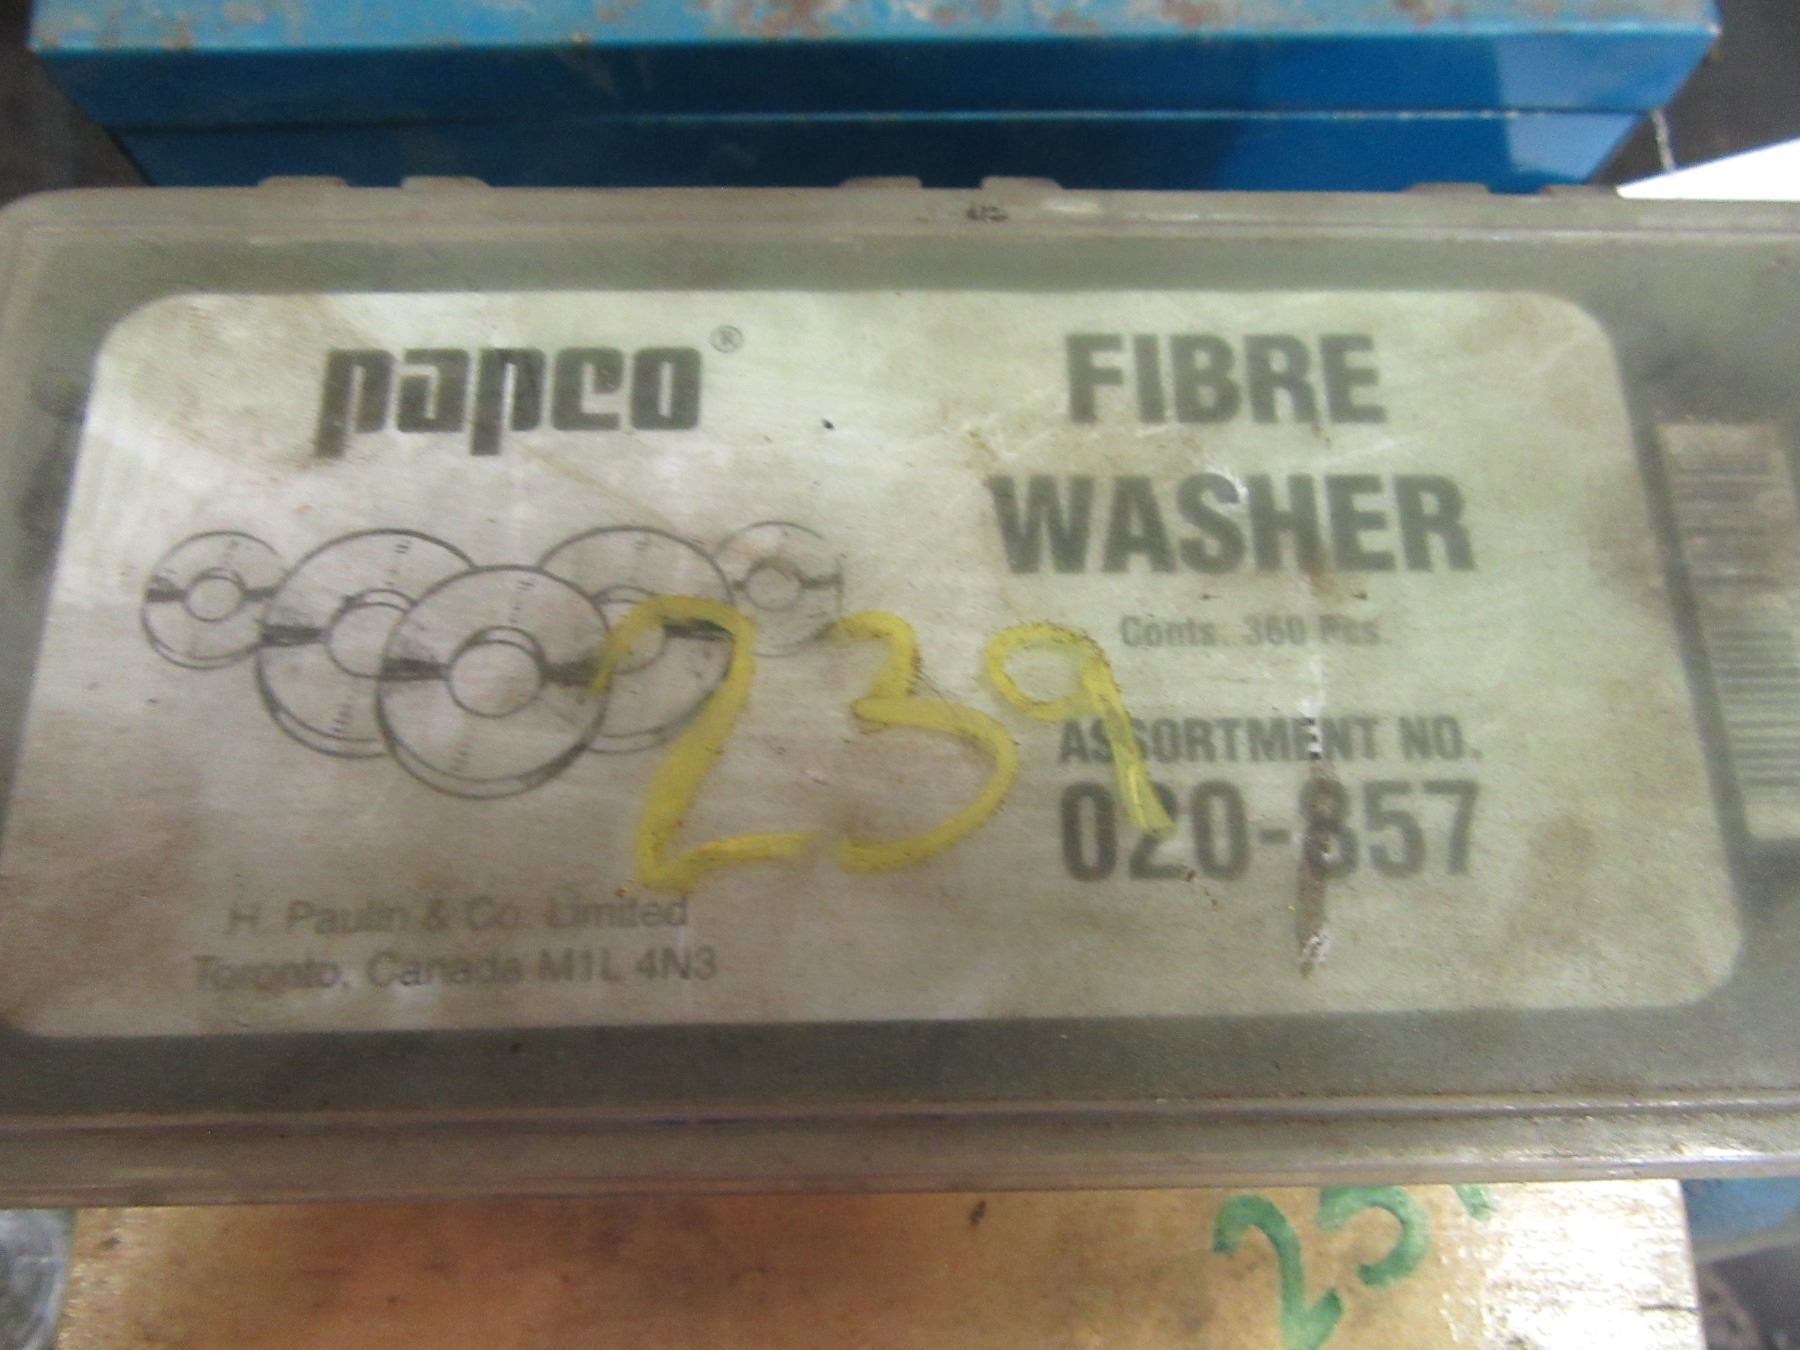 papco®
FIBRE
WASHER
Conts. 360 Pcs.
239
ASSORTMENT NO.
020-857
H. Paulin & Co. Limited
Toronto, Canada M1L 4N3